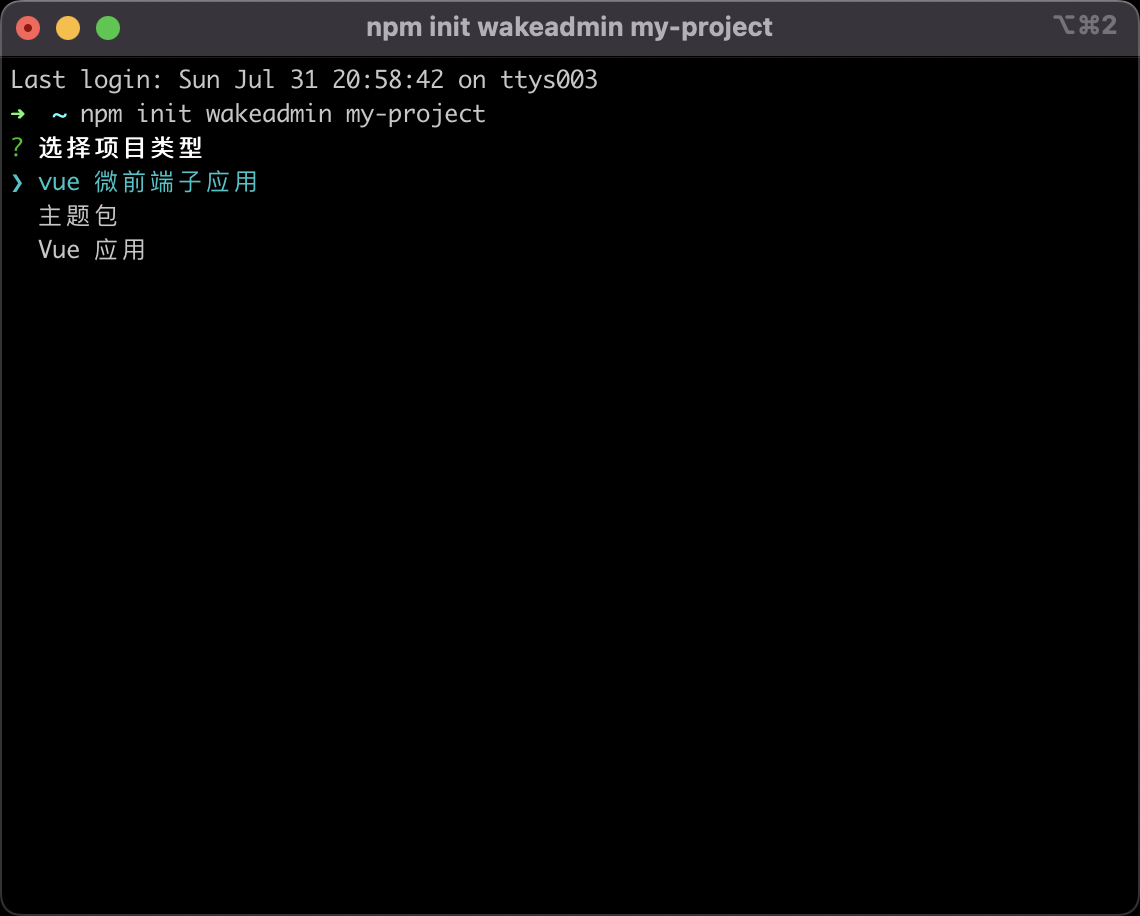 npm init wakeadmin my-project ⌥⌘2
Last login: Sun Jul 31 20:58:42 on ttys003
➜  ~ npm init wakeadmin my-project
? 选择项目类型
❯ vue 微前端子应用
  主题包
  Vue 应用